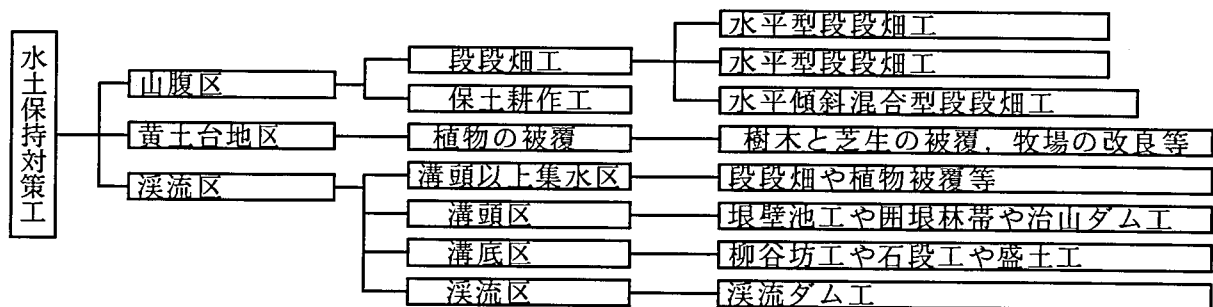 水土保持対策工
山腹区
黄土台地区
渓流区
段段畑工
保土耕作工
植物の被覆
溝頭以上集水区
溝頭区
溝底区
渓流区
水平型段段畑工
水平型段段畑工
水平傾斜混合型段段畑工
樹木と芝生の被覆，牧場の改良等
段段畑や植物被覆等
垠壁池工や囲垠林帯や治山ダム工
柳谷坊工や石段工や盛土工
渓流ダム工